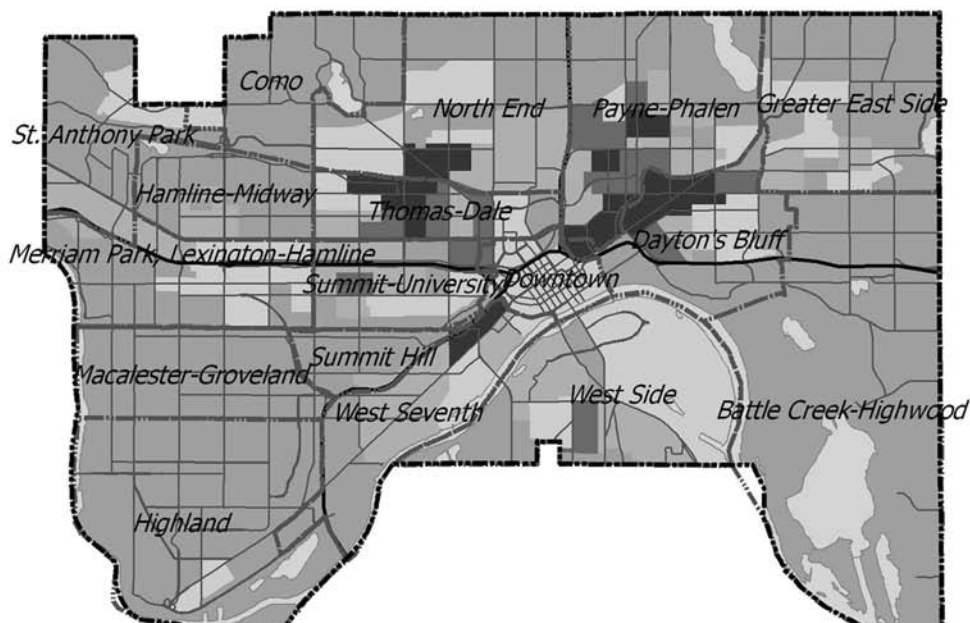 Como
North End
Payne-Phalen
Greater East Side
St. Anthony Park
Hamline-Midway
Thomas-Dale
Dayton's Bluff
Merriam Park, Lexington-Hamline
Summit-University
Downtown
Summit Hill
Macalester-Groveland
West Seventh
West Side
Battle Creek-Highwood
Highland